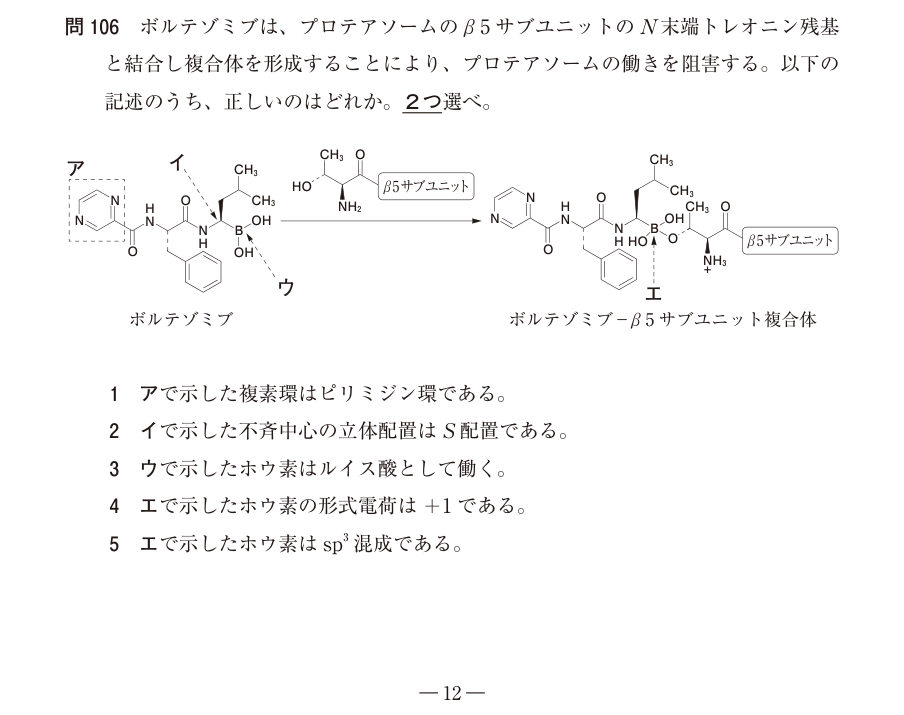 問 106 ボルテゾミブは、プロテアソームのβ5サブユニットのN末端トレオニン残基
と結合し複合体を形成することにより、プロテアソームの働きを阻害する。以下の
記述のうち、正しいのはどれか。2つ選べ。
ア
イ
N
N
O
H
N
O
N
H
CH3
CH3
B
OH
OH
ウ
ボルテゾミブ
CH3
O
HO
NH2
β5サブユニット
N
N
O
H
N
O
N
H
CH3
CH3
B
OH
HO
O
CH3
O
NH3
+
β5サブユニット
エ
ボルテゾミブ−β5サブユニット複合体
1 アで示した複素環はピリミジン環である。
2 イで示した不斉中心の立体配置はS配置である。
3 ウで示したホウ素はルイス酸として働く。
4 エで示したホウ素の形式電荷は +1 である。
5 エで示したホウ素は sp³ 混成である。
— 12 —